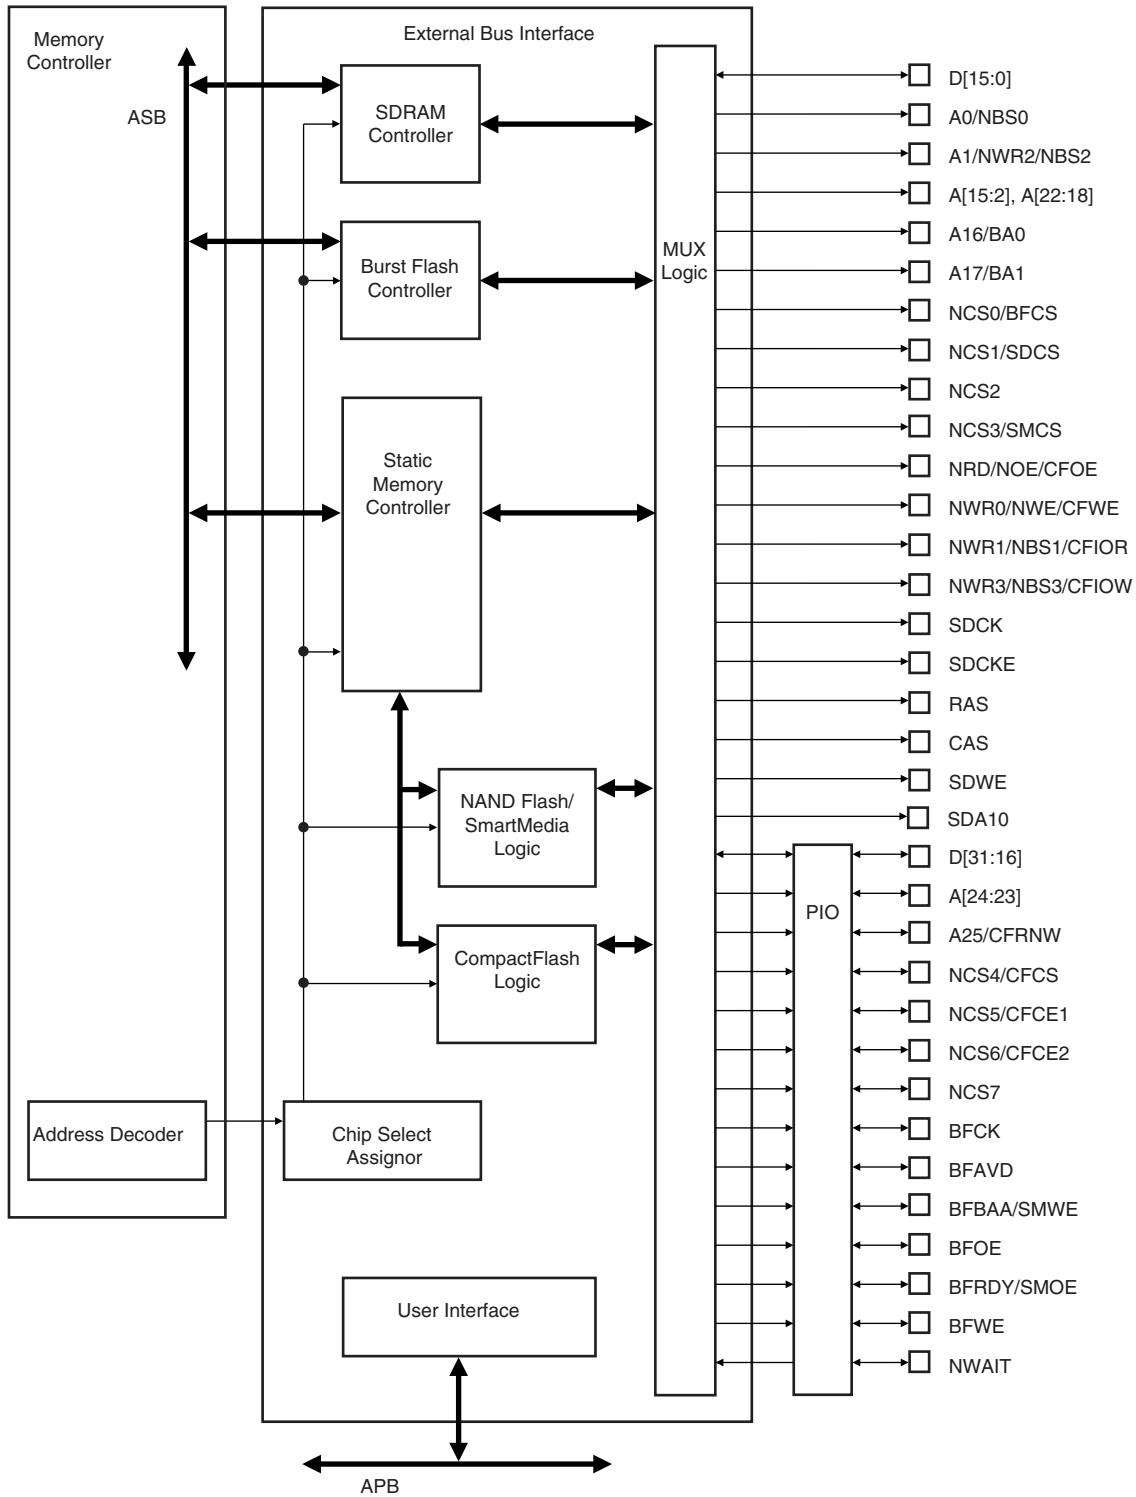 Memory
Controller
ASB
External Bus Interface
SDRAM
Controller
Burst Flash
Controller
Static
Memory
Controller
NAND Flash/
SmartMedia
Logic
CompactFlash
Logic
Address Decoder
Chip Select
Assignor
User Interface
APB
MUX
Logic
PIO
D[15:0]
A0/NBS0
A1/NWR2/NBS2
A[15:2], A[22:18]
A16/BA0
A17/BA1
NCS0/BFCS
NCS1/SDCS
NCS2
NCS3/SMCS
NRD/NOE/CFOE
NWR0/NWE/CFWE
NWR1/NBS1/CFIOR
NWR3/NBS3/CFIOW
SDCK
SDCKE
RAS
CAS
SDWE
SDA10
D[31:16]
A[24:23]
A25/CFRNW
NCS4/CFCS
NCS5/CFCE1
NCS6/CFCE2
NCS7
BFCK
BFAVD
BFBAA/SMWE
BFOE
BFRDY/SMOE
BFWE
NWAIT